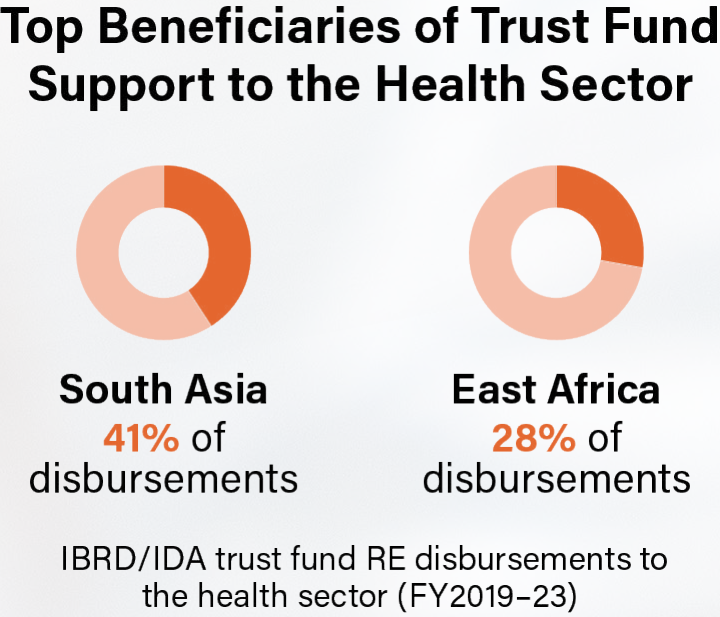 Top Beneficiaries of Trust Fund
Support to the Health Sector
South Asia
41% of
disbursements
East Africa
28% of
disbursements
IBRD/IDA trust fund RE disbursements to
the health sector (FY2019–23)